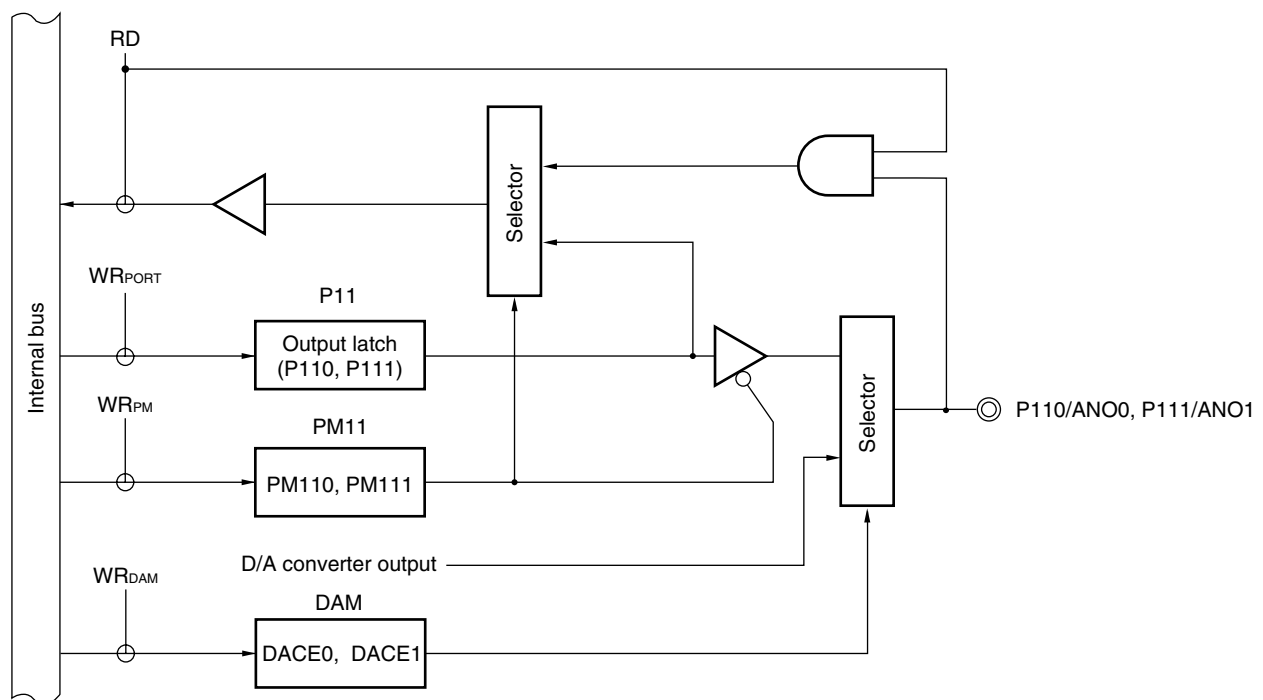 RD
Selector
WRPORT
P11
Output latch
(P110, P111)
Internal bus
WRPM
PM11
PM110, PM111
Selector
P110/ANO0, P111/ANO1
D/A converter output
WRDAM
DAM
DACE0, DACE1